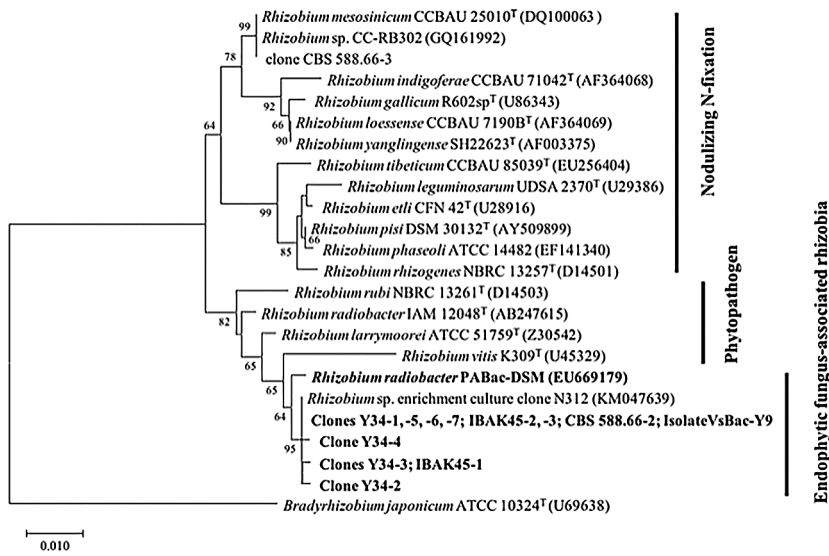 Rhizobium mesosinicum CCBAU 25010T (DQ100063 )
99
Rhizobium sp. CC-RB302 (GQ161992)
78
clone CBS 588.66-3
Rhizobium indigoferae CCBAU 71042T (AF364068)
92
Rhizobium gallicum R602spT (U86343)
66
Rhizobium loessense CCBAU 7190BT (AF364069)
64
90
Rhizobium yanglingense SH22623T (AF003375)
Rhizobium tibeticum CCBAU 85039T (EU256404)
Rhizobium leguminosarum UDSA 2370T (U29386)
99
Rhizobium etli CFN 42T (U28916)
Rhizobium pisi DSM 30132T (AY509899)
66
85
Rhizobium phaseoli ATCC 14482 (EF141340)
Rhizobium rhizogenes NBRC 13257T (D14501)
Rhizobium rubi NBRC 13261T (D14503)
82
Rhizobium radiobacter IAM 12048T (AB247615)
Rhizobium larrymoorei ATCC 51759T (Z30542)
65
Rhizobium vitis K309T (U45329)
65
Rhizobium radiobacter PABac-DSM (EU669179)
Rhizobium sp. enrichment culture clone N312 (KM047639)
64
Clones Y34-1, -5, -6, -7; IBAK45-2, -3; CBS 588.66-2; IsolateVsBac-Y9
95
Clone Y34-4
Clones Y34-3; IBAK45-1
Clone Y34-2
Bradyrhizobium japonicum ATCC 10324T (U69638)
0.010
Nodulizing N-fixation
Phytopathogen
Endophytic fungus-associated rhizobia